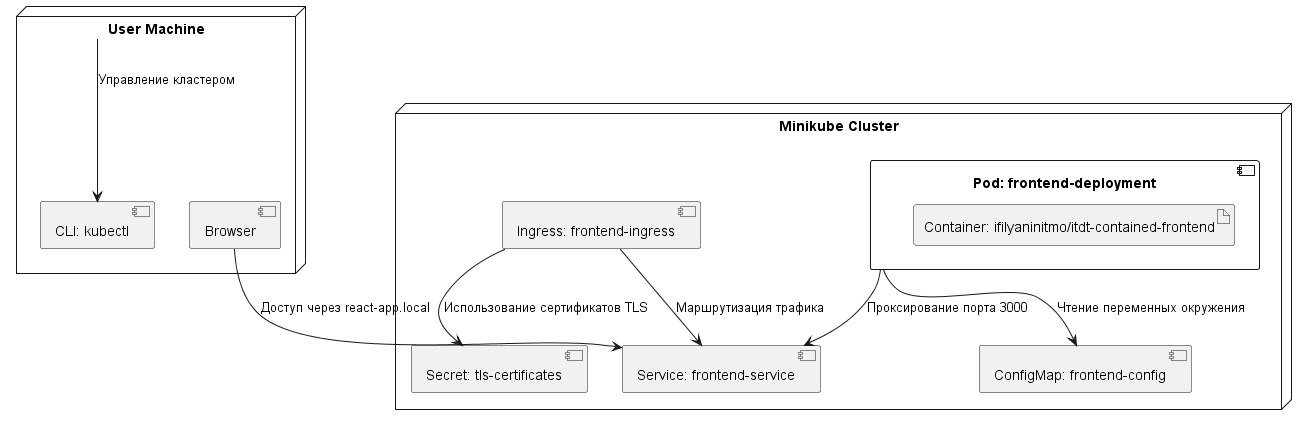 User Machine
Управление кластером
CLI: kubectl
Browser
Minikube Cluster
Pod: frontend-deployment
Container: ifilyaninitmo/itdt-contained-frontend
Ingress: frontend-ingress
Доступ через react-app.local
Использование сертификатов TLS
Маршрутизация трафика
Проксирование порта 3000
Чтение переменных окружения
Secret: tls-certificates
Service: frontend-service
ConfigMap: frontend-config